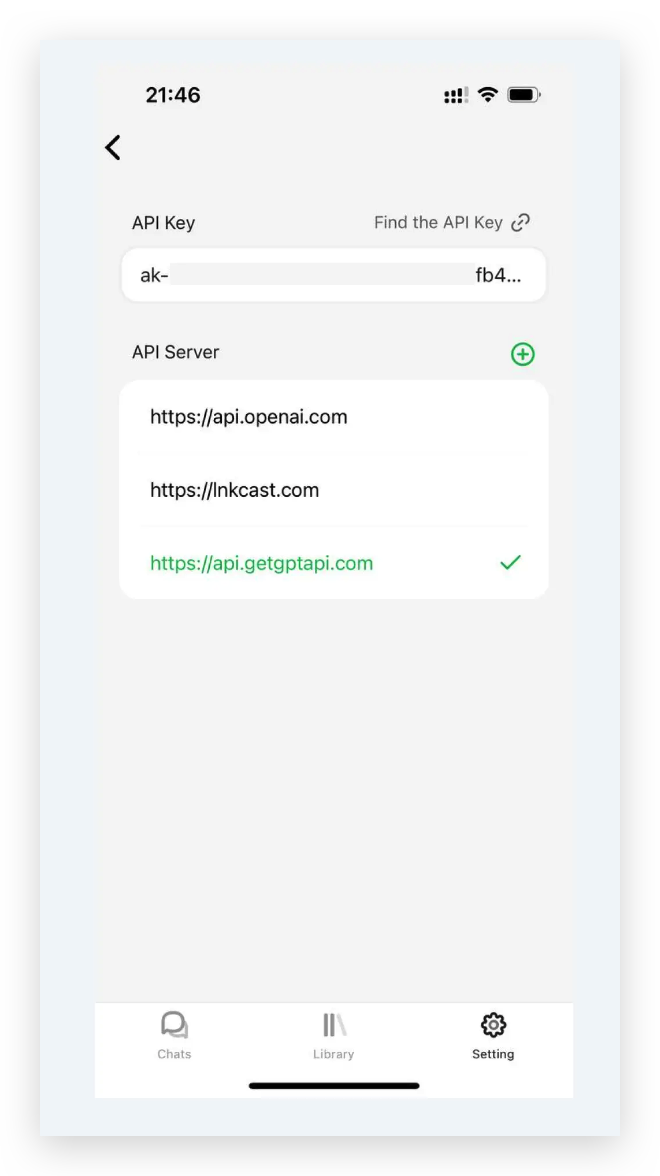 21:46
API Key Find the API Key
ak- fb4...
API Server
https://api.openai.com
https://lnkcast.com
https://api.getgptapi.com
Chats Library Setting